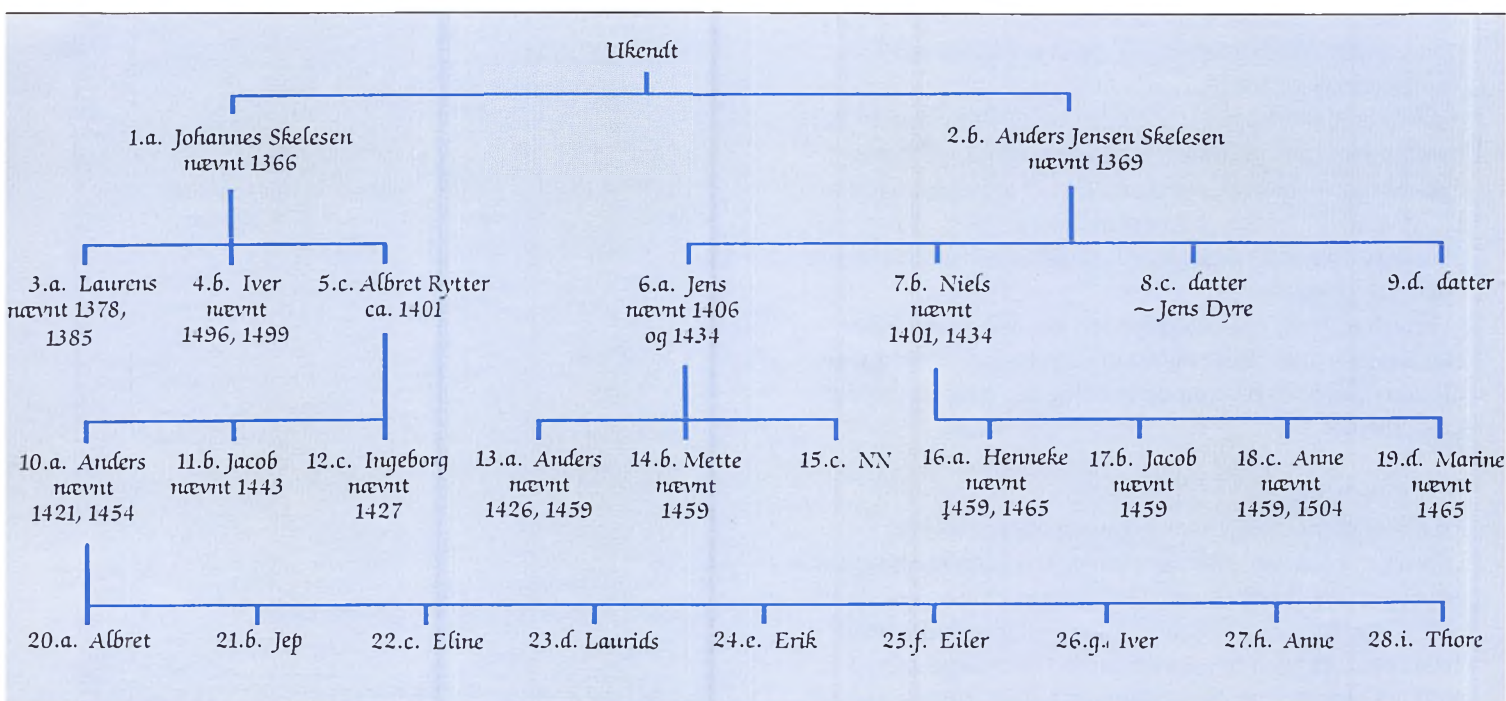 Ukendt
1.a. Johannes Skelesen
nævnt 1366
2.b. Anders Jensen Skelesen
nævnt 1369
3.a. Laurens
nævnt 1378,
1385
4.b. Iver
nævnt
1496, 1499
5.c. Albret Rytter
ca. 1401
6.a. Jens
nævnt 1406
og 1434
7.b. Niels
nævnt
1401, 1434
8.c. datter
~ Jens Dyre
9.d. datter
10.a. Anders
nævnt
1421, 1454
11.b. Jacob
nævnt 1443
12.c. Ingeborg
nævnt
1427
13.a. Anders
nævnt
1426, 1459
14.b. Mette
nævnt
1459
15.c. NN
16.a. Henneke
nævnt
1459, 1465
17.b. Jacob
nævnt
1459
18.c. Anne
nævnt
1459, 1504
19.d. Marine
nævnt
1465
20.a. Albret
21.b. Jep
22.c. Eline
23.d. Laurids
24.e. Erik
25.f. Eiler
26.g. Iver
27.h. Anne
28.i. Thore